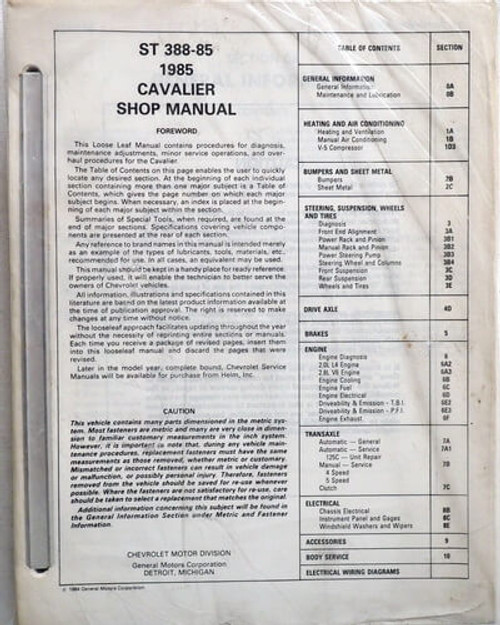 ST 388-85
1985
CAVALIER
SHOP MANUAL
FOREWORD
This Loose Leaf Manual contains procedures for diagnosis,
maintenance adjustments, minor service operations, and over-
haul procedures for the Cavalier.
The Table of Contents on this page enables the user to quickly
locate any desired section. At the beginning of each individual
section containing more than one major subject is a Table of
Contents, which gives the page number on which each major
subject begins. When necessary, an index is placed at the begin-
ning of each major subject within the section.
Summaries of Special Tools, when required, are found at the
end of major sections. Specifications covering vehicle compo-
nents are presented at the rear of each section.
Any reference to brand names in this manual is intended merely
as an example of the types of lubricants, tools, materials, etc.,
recommended for use. In all cases, an equivalent may be used.
This manual should be kept in a handy place for ready reference.
If properly used, it will enable the technician to better serve the
owners of Chevrolet vehicles.
All information, illustrations and specifications contained in this
literature are based on the latest product information available at
the time of publication approval. The right is reserved to make
changes at any time without notice.
The looseleaf approach facilitates updating throughout the year
without the necessity of reprinting entire sections or manuals.
Each time you receive a package of revised pages, insert them
into this looseleaf manual and discard the pages that were
revised.
Later in the model year, complete bound, Chevrolet Service
Manuals will be available for purchase from Helm, Inc.
CAUTION
This vehicle contains many parts dimensioned in the metric sys-
tem. Most fasteners are metric and many are very close in dimen-
sion to familiar customary measurements in the inch system.
However, it is important to note that, during any vehicle main-
tenance procedures, replacement fasteners must have the same
measurements as those removed, whether metric or customary.
Mismatched or incorrect fasteners can result in vehicle damage
or malfunction, or possibly personal injury. Therefore, fasteners
removed from the vehicle should be saved for re-use whenever
possible. Where the fasteners are not satisfactory for re-use, care
should be taken to select a replacement that matches the original.
Additional information concerning this subject will be found in
the General Information Section under Metric and Fastener
Information.
CHEVROLET MOTOR DIVISION
General Motors Corporation
DETROIT, MICHIGAN
© 1984 General Motors Corporation
TABLE OF CONTENTS SECTION
GENERAL INFORMATION
General Information 0A
Maintenance and Lubrication 0B
HEATING AND AIR CONDITIONING
Heating and Ventilation 1A
Manual Air Conditioning 1B
V-5 Compressor 1D3
BUMPERS AND SHEET METAL
Bumpers 2B
Sheet Metal 2C
STEERING, SUSPENSION, WHEELS
AND TIRES
Diagnosis 3
Front End Alignment 3A
Power Rack and Pinion 3B1
Manual Rack and Pinion 3B2
Power Steering Pump 3B3
Steering Wheel and Columns 3B4
Front Suspension 3C
Rear Suspension 3D
Wheels and Tires 3E
DRIVE AXLE 4D
BRAKES 5
ENGINE
Engine Diagnosis 6
2.0L L4 Engine 6A2
2.8L V6 Engine 6A3
Engine Cooling 6B
Engine Fuel 6C
Engine Electrical 6D
Driveability & Emission - T.B.I. 6E2
Driveability & Emission - P.F.I. 6E3
Engine Exhaust 6F
TRANSAXLE
Automatic — General 7A
Automatic — Service 7A1
125C — Unit Repair
Manual — Service 7B
4 Speed
5 Speed
Clutch 7C
ELECTRICAL
Chassis Electrical 8B
Instrument Panel and Gages 8C
Windshield Washers and Wipers 8E
ACCESSORIES 9
BODY SERVICE 10
ELECTRICAL WIRING DIAGRAMS